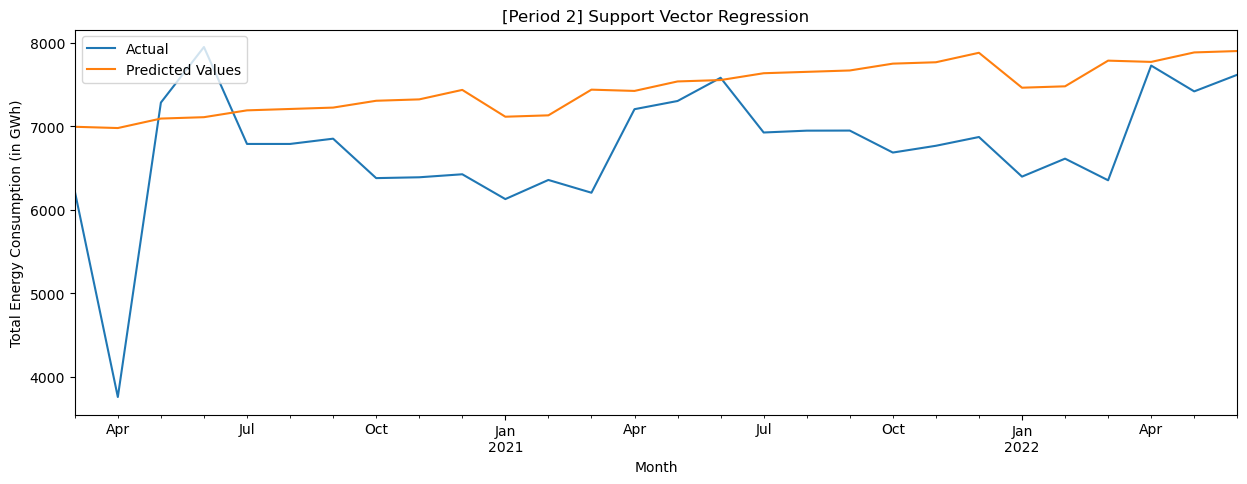 [Period 2] Support Vector Regression
Actual
Predicted Values
8000
7000
6000
5000
4000
Total Energy Consumption (in GWh)
Apr
Jul
Oct
Jan
2021
Apr
Jul
Oct
Jan
2022
Apr
Month